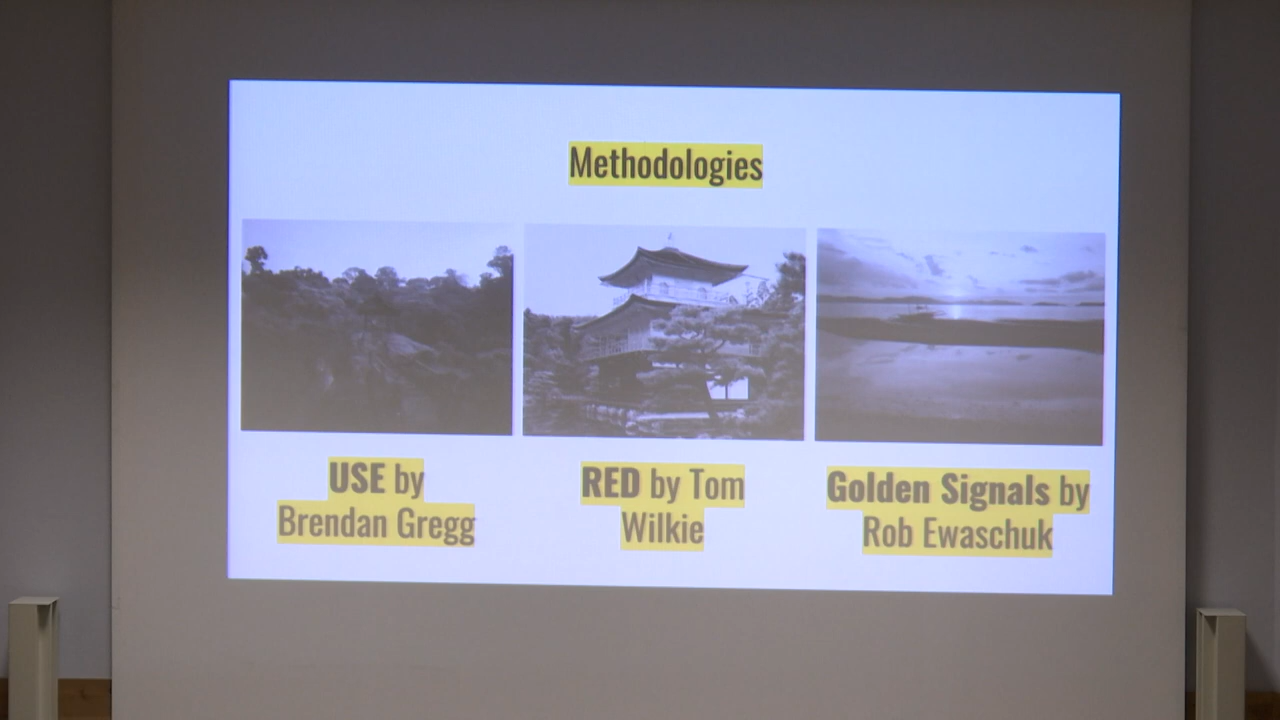 Methodologies
USE by
Brendan Gregg
RED by Tom
Wilkie
Golden Signals by
Rob Ewaschuk